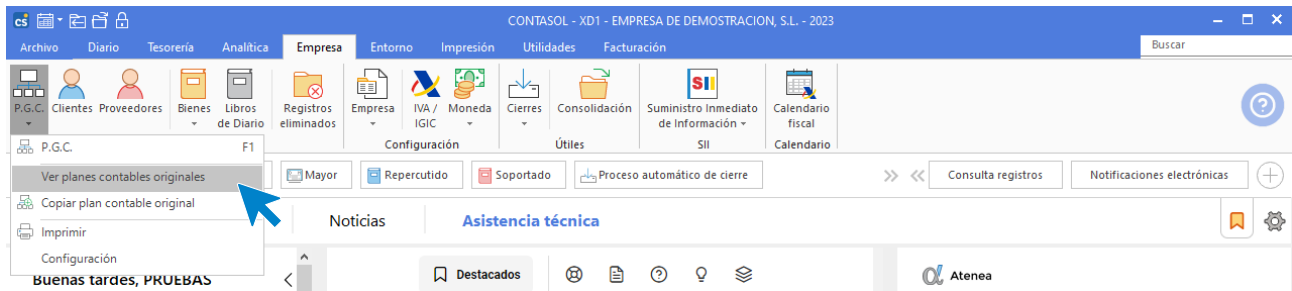 cs
CONTASOL - XD1 - EMPRESA DE DEMOSTRACION, S.L. - 2023
Archivo Diario Tesorería Analítica Empresa Entorno Impresión Utilidades Facturación Buscar
P.G.C. Clientes Proveedores Bienes Libros de Diario Registros eliminados Empresa IVA / IGIC Moneda Cierres Consolidación SII Suministro Inmediato de Información Calendario fiscal
Configuración Útiles SII Calendario
P.G.C. F1
Ver planes contables originales
Copiar plan contable original
Imprimir
Configuración
Mayor Repercutido Soportado Proceso automático de cierre Consulta registros Notificaciones electrónicas
Noticias Asistencia técnica
Buenas tardes, PRUEBAS
Destacados
Atenea